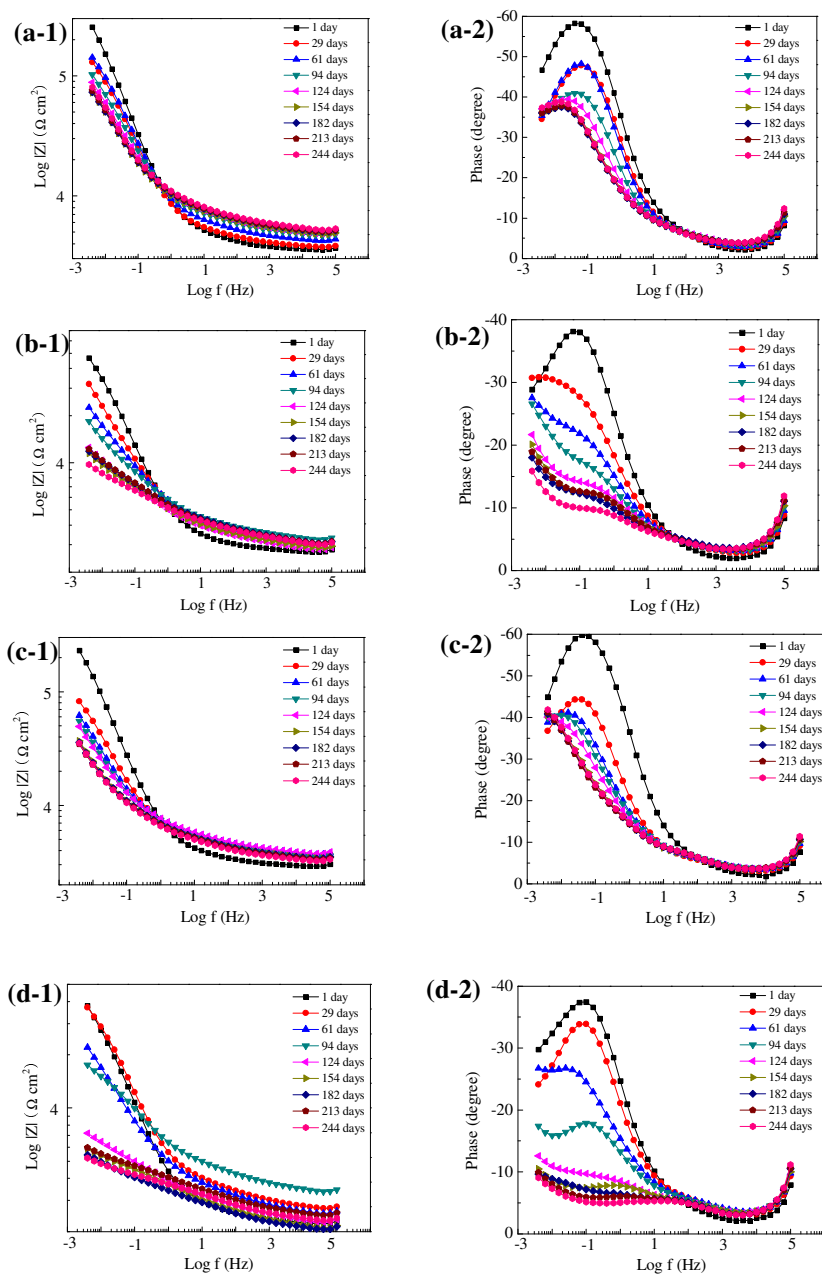 (a-1)
1 day
29 days
61 days
94 days
124 days
154 days
182 days
213 days
244 days
5
4
Log |Z| (Ω cm²)
-3 -1 1 3 5
Log f (Hz)
(a-2)
1 day
29 days
61 days
94 days
124 days
154 days
182 days
213 days
244 days
-60
-50
-40
-30
-20
-10
0
Phase (degree)
-3 -1 1 3 5
Log f (Hz)
(b-1)
1 day
29 days
61 days
94 days
124 days
154 days
182 days
213 days
244 days
4
Log |Z| (Ω cm²)
-3 -1 1 3 5
Log f (Hz)
(b-2)
1 day
29 days
61 days
94 days
124 days
154 days
182 days
213 days
244 days
-40
-30
-20
-10
0
Phase (degree)
-3 -1 1 3 5
Log f (Hz)
(c-1)
1 day
29 days
61 days
94 days
124 days
154 days
182 days
213 days
244 days
5
4
Log |Z| (Ω cm²)
-3 -1 1 3 5
Log f (Hz)
(c-2)
1 day
29 days
61 days
94 days
124 days
154 days
182 days
213 days
244 days
-60
-50
-40
-30
-20
-10
0
Phase (degree)
-3 -1 1 3 5
Log f (Hz)
(d-1)
1 day
29 days
61 days
94 days
124 days
154 days
182 days
213 days
244 days
4
Log |Z| (Ω cm²)
-3 -1 1 3 5
Log f (Hz)
(d-2)
1 day
29 days
61 days
94 days
124 days
154 days
182 days
213 days
244 days
-40
-30
-20
-10
0
Phase (degree)
-3 -1 1 3 5
Log f (Hz)